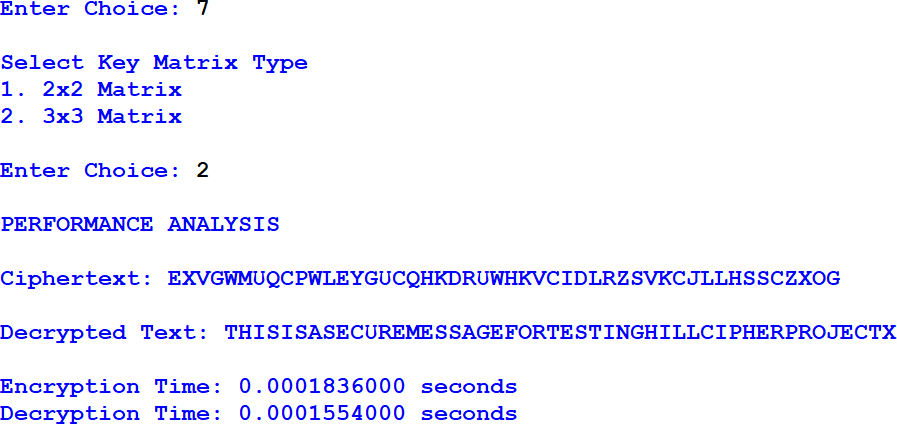 Enter Choice: 7
Select Key Matrix Type
1. 2x2 Matrix
2. 3x3 Matrix
Enter Choice: 2
PERFORMANCE ANALYSIS
Ciphertext: EXVGWMUQCPWLEYGUCQHKDRUWHKVCIDLRZSVKCJLLHSSCZXOG
Decrypted Text: THISISASECUREMESSAGEFORTESTINGHILLCIPHERPROJECTX
Encryption Time: 0.0001836000 seconds
Decryption Time: 0.0001554000 seconds